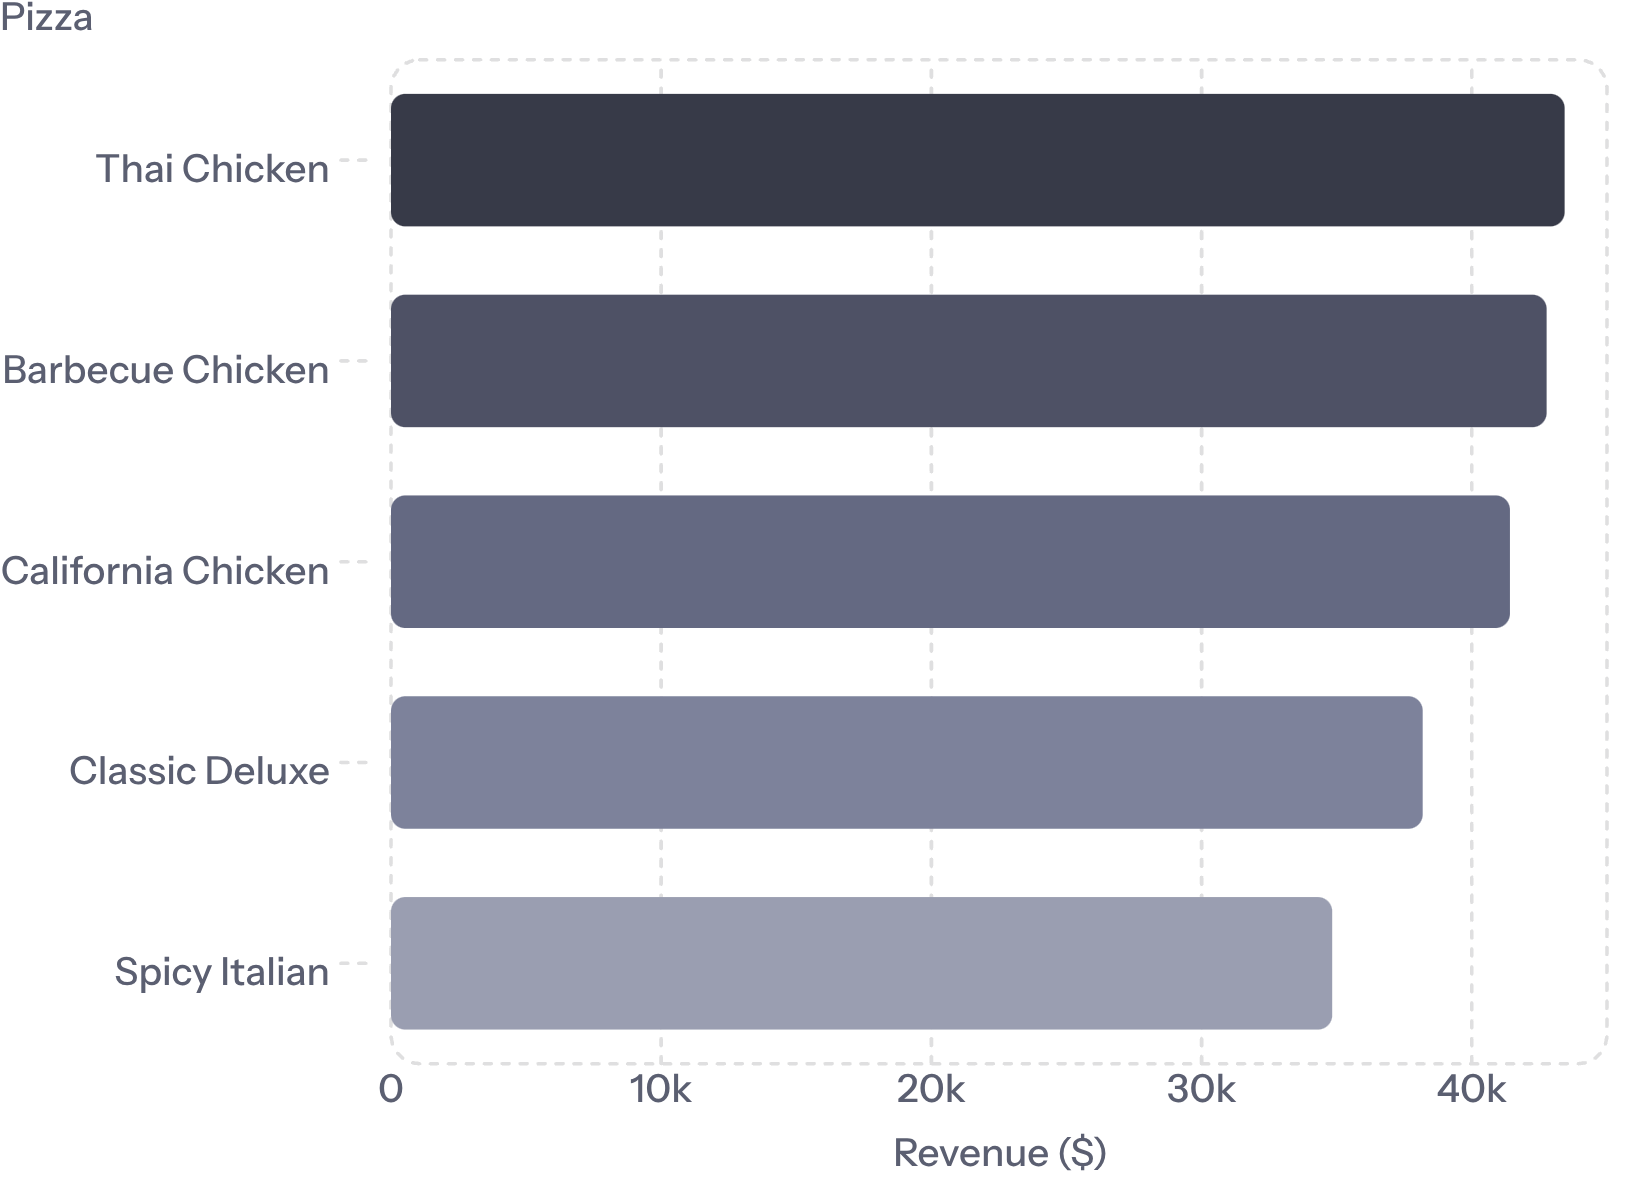 Pizza
Thai Chicken
Barbecue Chicken
California Chicken
Classic Deluxe
Spicy Italian
0 10k 20k 30k 40k
Revenue ($)